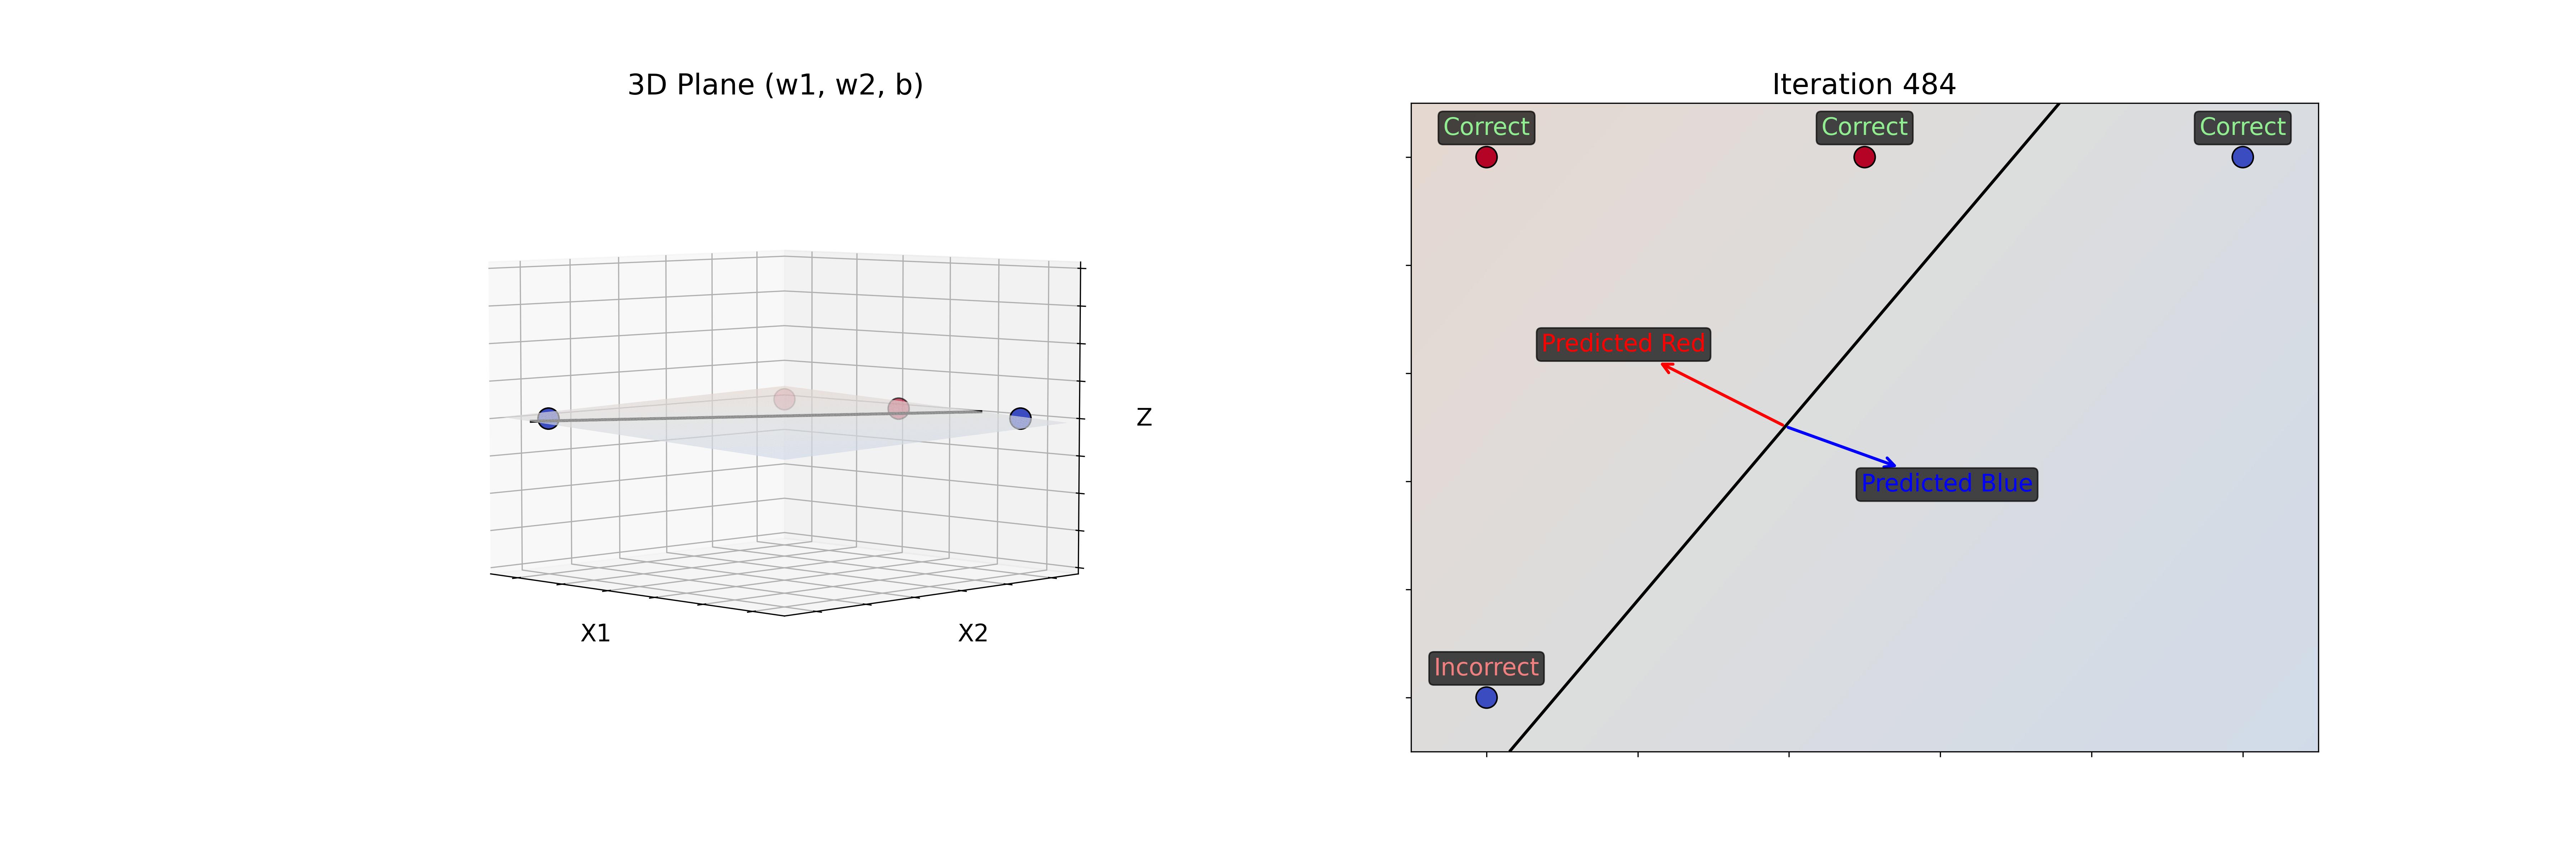 3D Plane (w1, w2, b)
Z
X1
X2
Iteration 484
Correct
Correct
Correct
Predicted Red
Predicted Blue
Incorrect